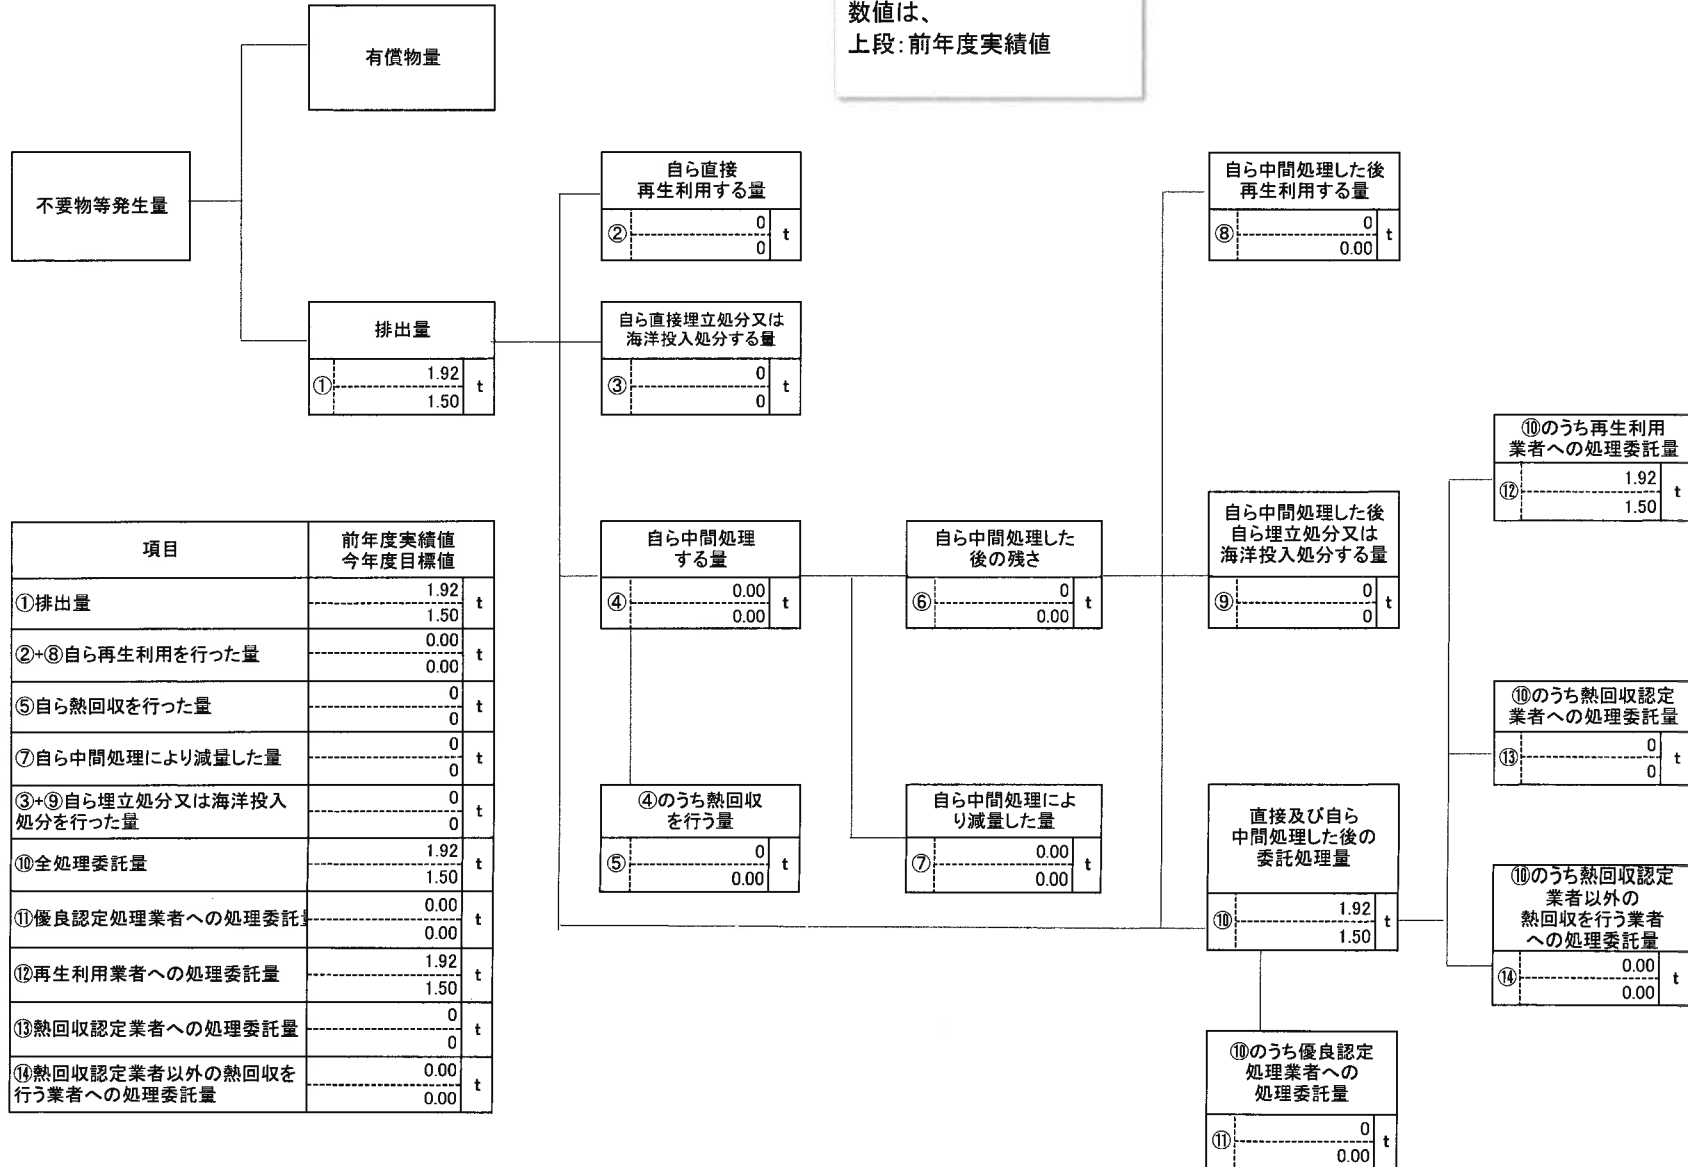 数値は、
上段：前年度実績値
有償物量
不要物等発生量
排出量
①
1.92
1.50
t
自ら直接
再生利用する量
②
0
0
t
自ら直接埋立処分又は
海洋投入処分する量
③
0
0
t
自ら中間処理
する量
④
0.00
0.00
t
④のうち熱回収
を行う量
⑤
0
0.00
t
自ら中間処理した
後の残さ
⑥
0
0.00
t
自ら中間処理によ
り減量した量
⑦
0.00
0.00
t
自ら中間処理した後
再生利用する量
⑧
0
0.00
t
自ら中間処理した後
自ら埋立処分又は
海洋投入処分する量
⑨
0
0
t
直接及び自ら
中間処理した後の
委託処理量
⑩
1.92
1.50
t
⑩のうち優良認定
処理業者への
処理委託量
⑪
0
0.00
t
⑩のうち再生利用
業者への処理委託量
⑫
1.92
1.50
t
⑩のうち熱回収認定
業者への処理委託量
⑬
0
0
t
⑩のうち熱回収認定
業者以外の
熱回収を行う業者
への処理委託量
⑭
0.00
0.00
t
項目
前年度実績値
今年度目標値
①排出量
1.92
1.50
t
②+⑧自ら再生利用を行った量
0.00
0.00
t
⑤自ら熱回収を行った量
0
0
t
⑦自ら中間処理により減量した量
0
0
t
③+⑨自ら埋立処分又は海洋投入
処分を行った量
0
0
t
⑩全処理委託量
1.92
1.50
t
⑪優良認定処理業者への処理委託
0.00
0.00
t
⑫再生利用業者への処理委託量
1.92
1.50
t
⑬熱回収認定業者への処理委託量
0
0
t
⑭熱回収認定業者以外の熱回収を
行う業者への処理委託量
0.00
0.00
t